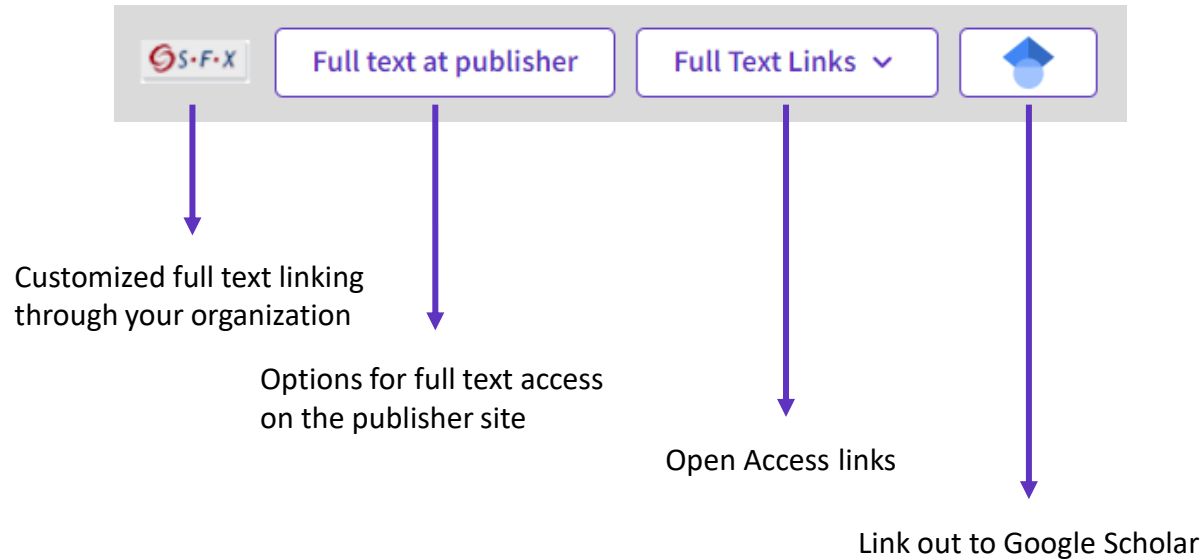 S·F·X
Full text at publisher
Full Text Links
Customized full text linking
through your organization
Options for full text access
on the publisher site
Open Access links
Link out to Google Scholar